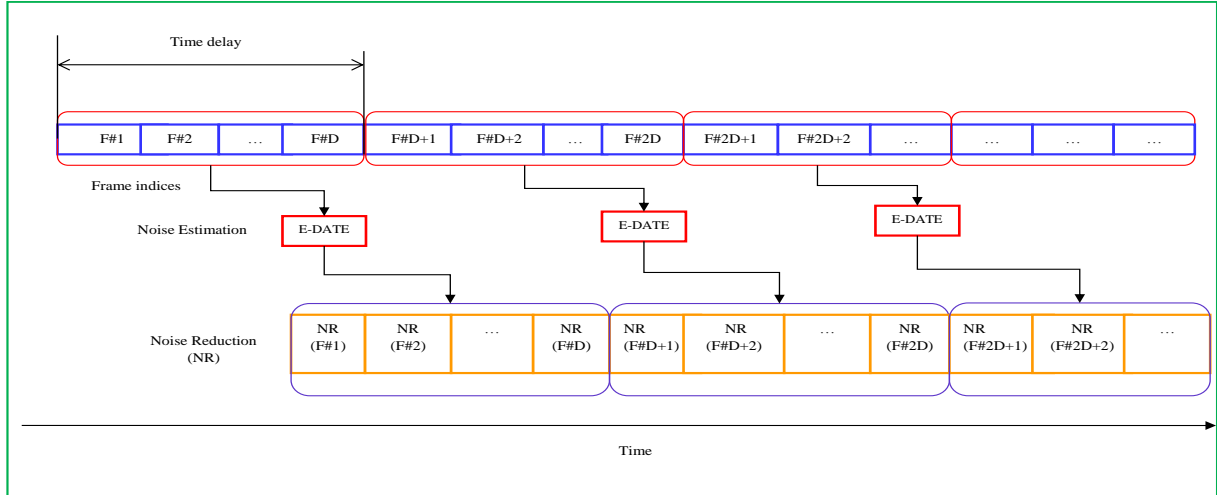 Time delay
F#1 F#2 … F#D F#D+1 F#D+2 … F#2D F#2D+1 F#2D+2 … … … …
Frame indices
Noise Estimation
E-DATE E-DATE E-DATE
Noise Reduction
(NR)
NR NR … NR NR NR … NR NR NR …
(F#1) (F#2) (F#D) (F#D+1) (F#D+2) (F#2D) (F#2D+1) (F#2D+2)
Time